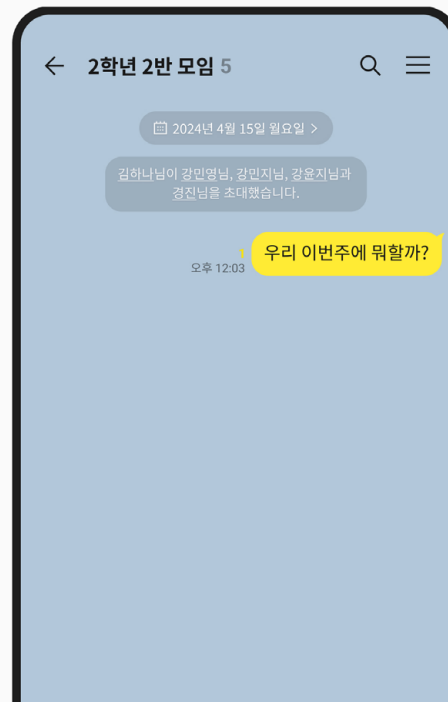 2학년 2반 모임 5
2024년 4월 15일 월요일 >
김하나님이 강민영님, 강민지님, 강윤지님과
경진님을 초대했습니다.
우리 이번주에 뭐할까?
1
오후 12:03